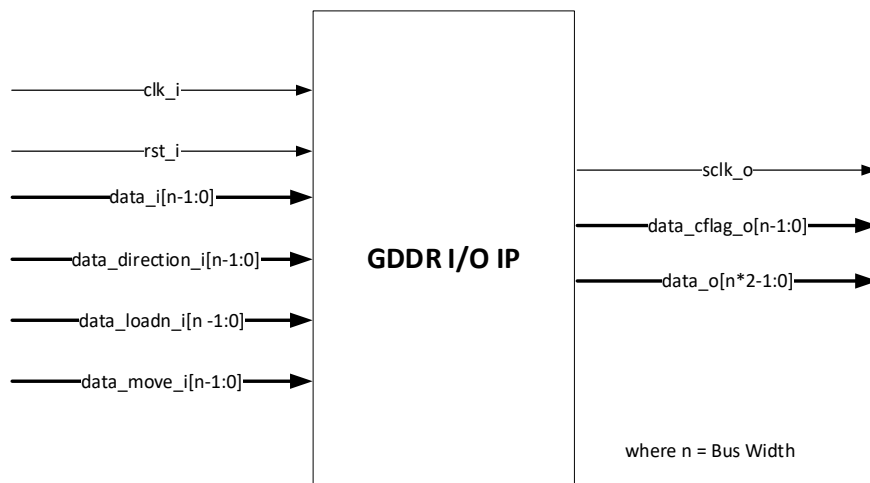 clk_i
rst_i
data_i[n-1:0]
data_direction_i[n-1:0]
data_loadn_i[n -1:0]
data_move_i[n-1:0]
GDDR I/O IP
sclk_o
data_cflag_o[n-1:0]
data_o[n*2-1:0]
where n = Bus Width